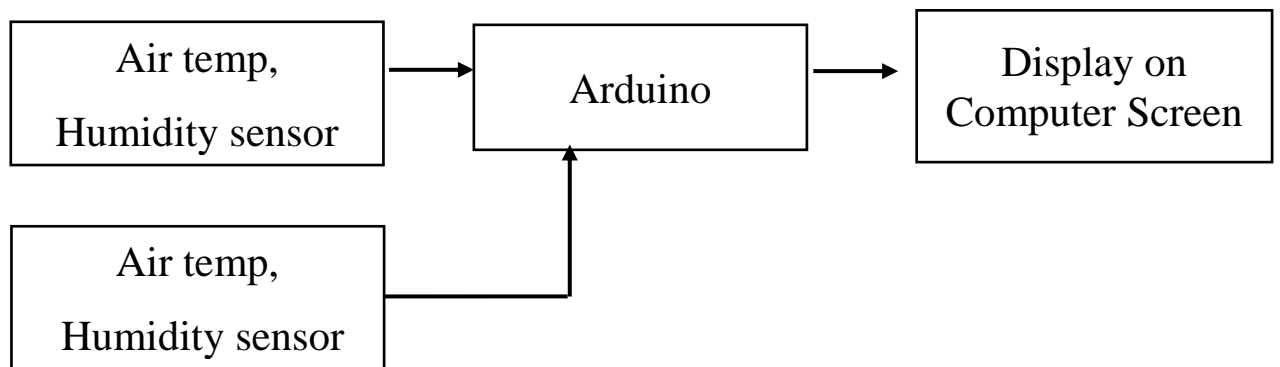 Air temp,
Humidity sensor
Arduino
Display on
Computer Screen
Air temp,
Humidity sensor